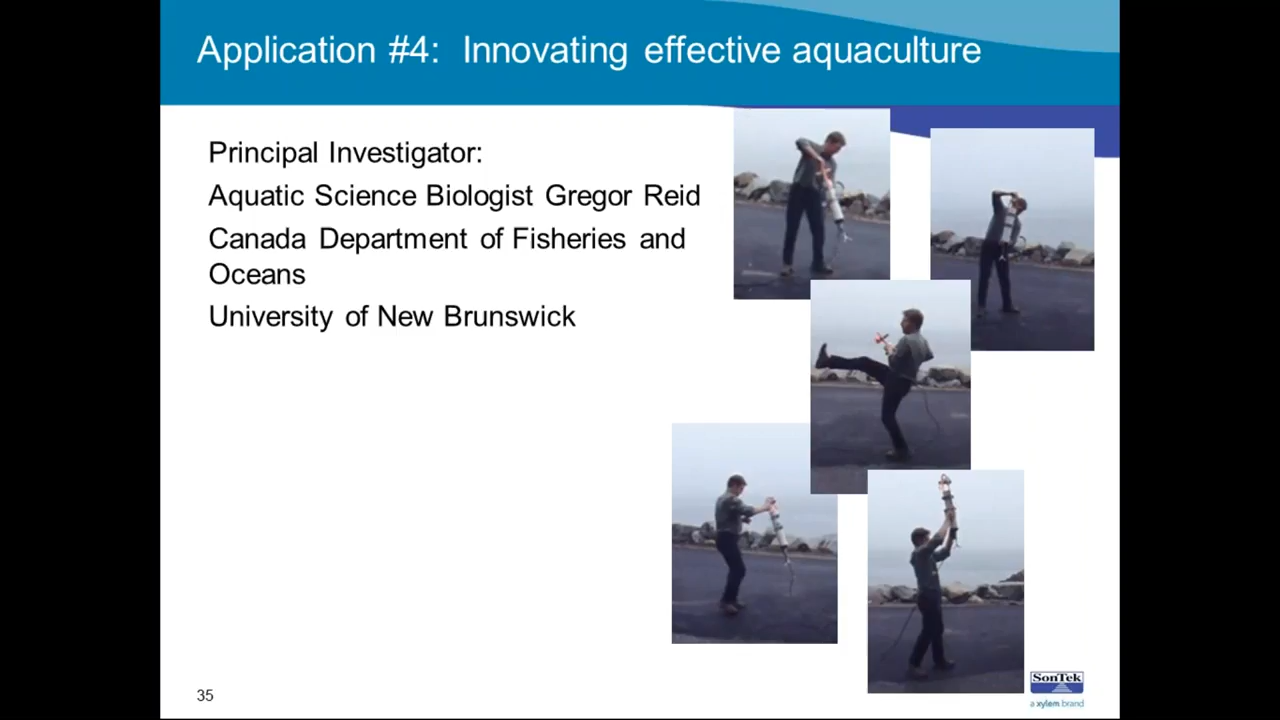 Application #4: Innovating effective aquaculture
Principal Investigator:
Aquatic Science Biologist Gregor Reid
Canada Department of Fisheries and
Oceans
University of New Brunswick
35
SonTek
a xylem brand